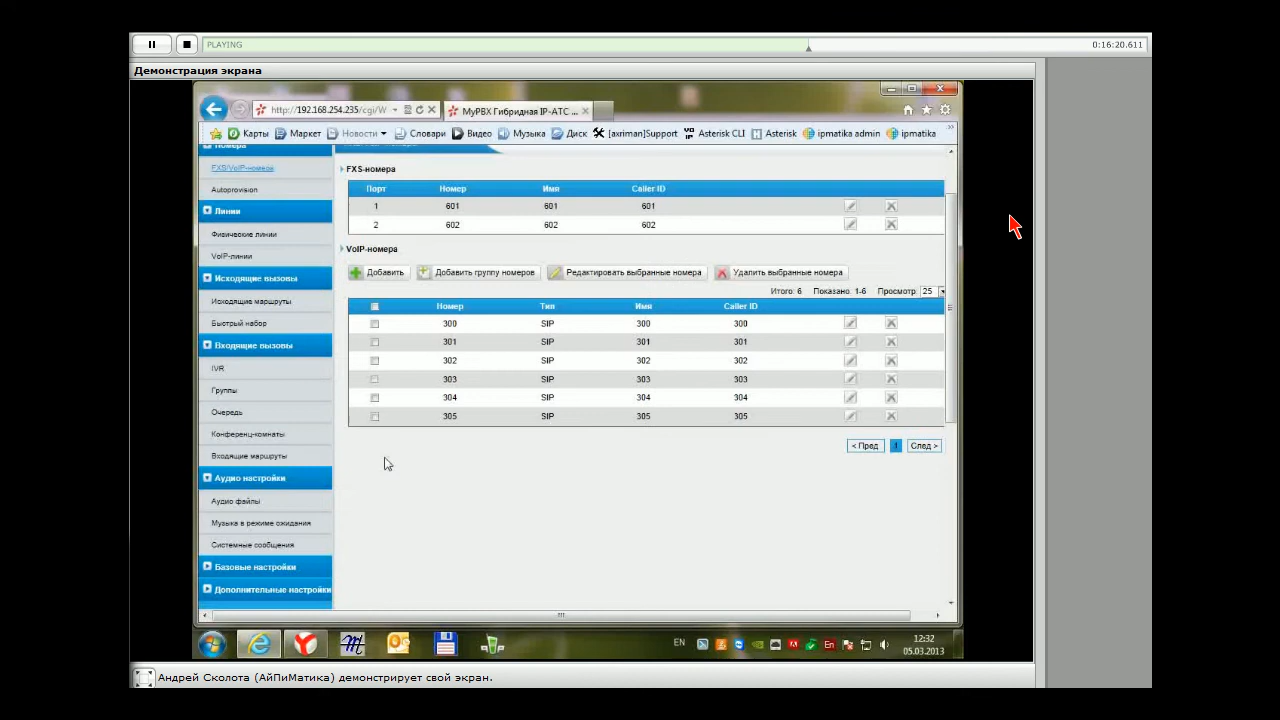 PLAYING
0:16:20.611
Демонстрация экрана
http://192.168.254.235/cgi/W
MyPBX Гибридная IP-АТС ...
Карты Маркет Новости Словари Видео Музыка Диск [axriman]Support Asterisk CLI Asterisk ipmatika admin ipmatika
Номера
FXS/VoIP-номера
Autoprovision
Линии
Физические линии
VoIP-линии
Исходящие вызовы
Исходящие маршруты
Быстрый набор
Входящие вызовы
IVR
Группы
Очередь
Конференц-комнаты
Входящие маршруты
Аудио настройки
Аудио файлы
Музыка в режиме ожидания
Системные сообщения
Базовые настройки
Дополнительные настройки
FXS-номера
Порт Номер Имя Caller ID
1 601 601 601
2 602 602 602
VoIP-номера
Добавить Добавить группу номеров Редактировать выбранные номера Удалить выбранные номера
Итого: 6 Показано: 1-6 Просмотр: 25
Номер Тип Имя Caller ID
300 SIP 300 300
301 SIP 301 301
302 SIP 302 302
303 SIP 303 303
304 SIP 304 304
305 SIP 305 305
< Пред 1 След >
EN
En
12:32
05.03.2013
Андрей Сколота (АйПиМатика) демонстрирует свой экран.